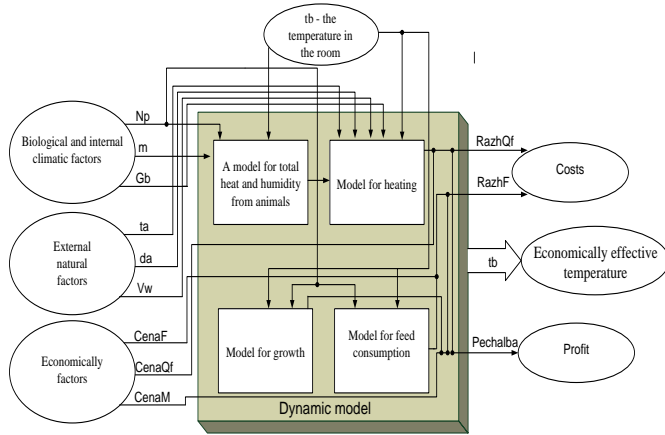 tb - the
temperature in
the room
Np
Biological and internal
climatic factors
m
Gb
A model for total
heat and humidity
from animals
Model for heating
RazhQf
RazhF
Costs
ta
External
natural
factors
da
Vw
tb
Economically effective
temperature
CenaF
Economically
factors
CenaQf
CenaM
Model for growth
Model for feed
consumption
Pechalba
Profit
Dynamic model